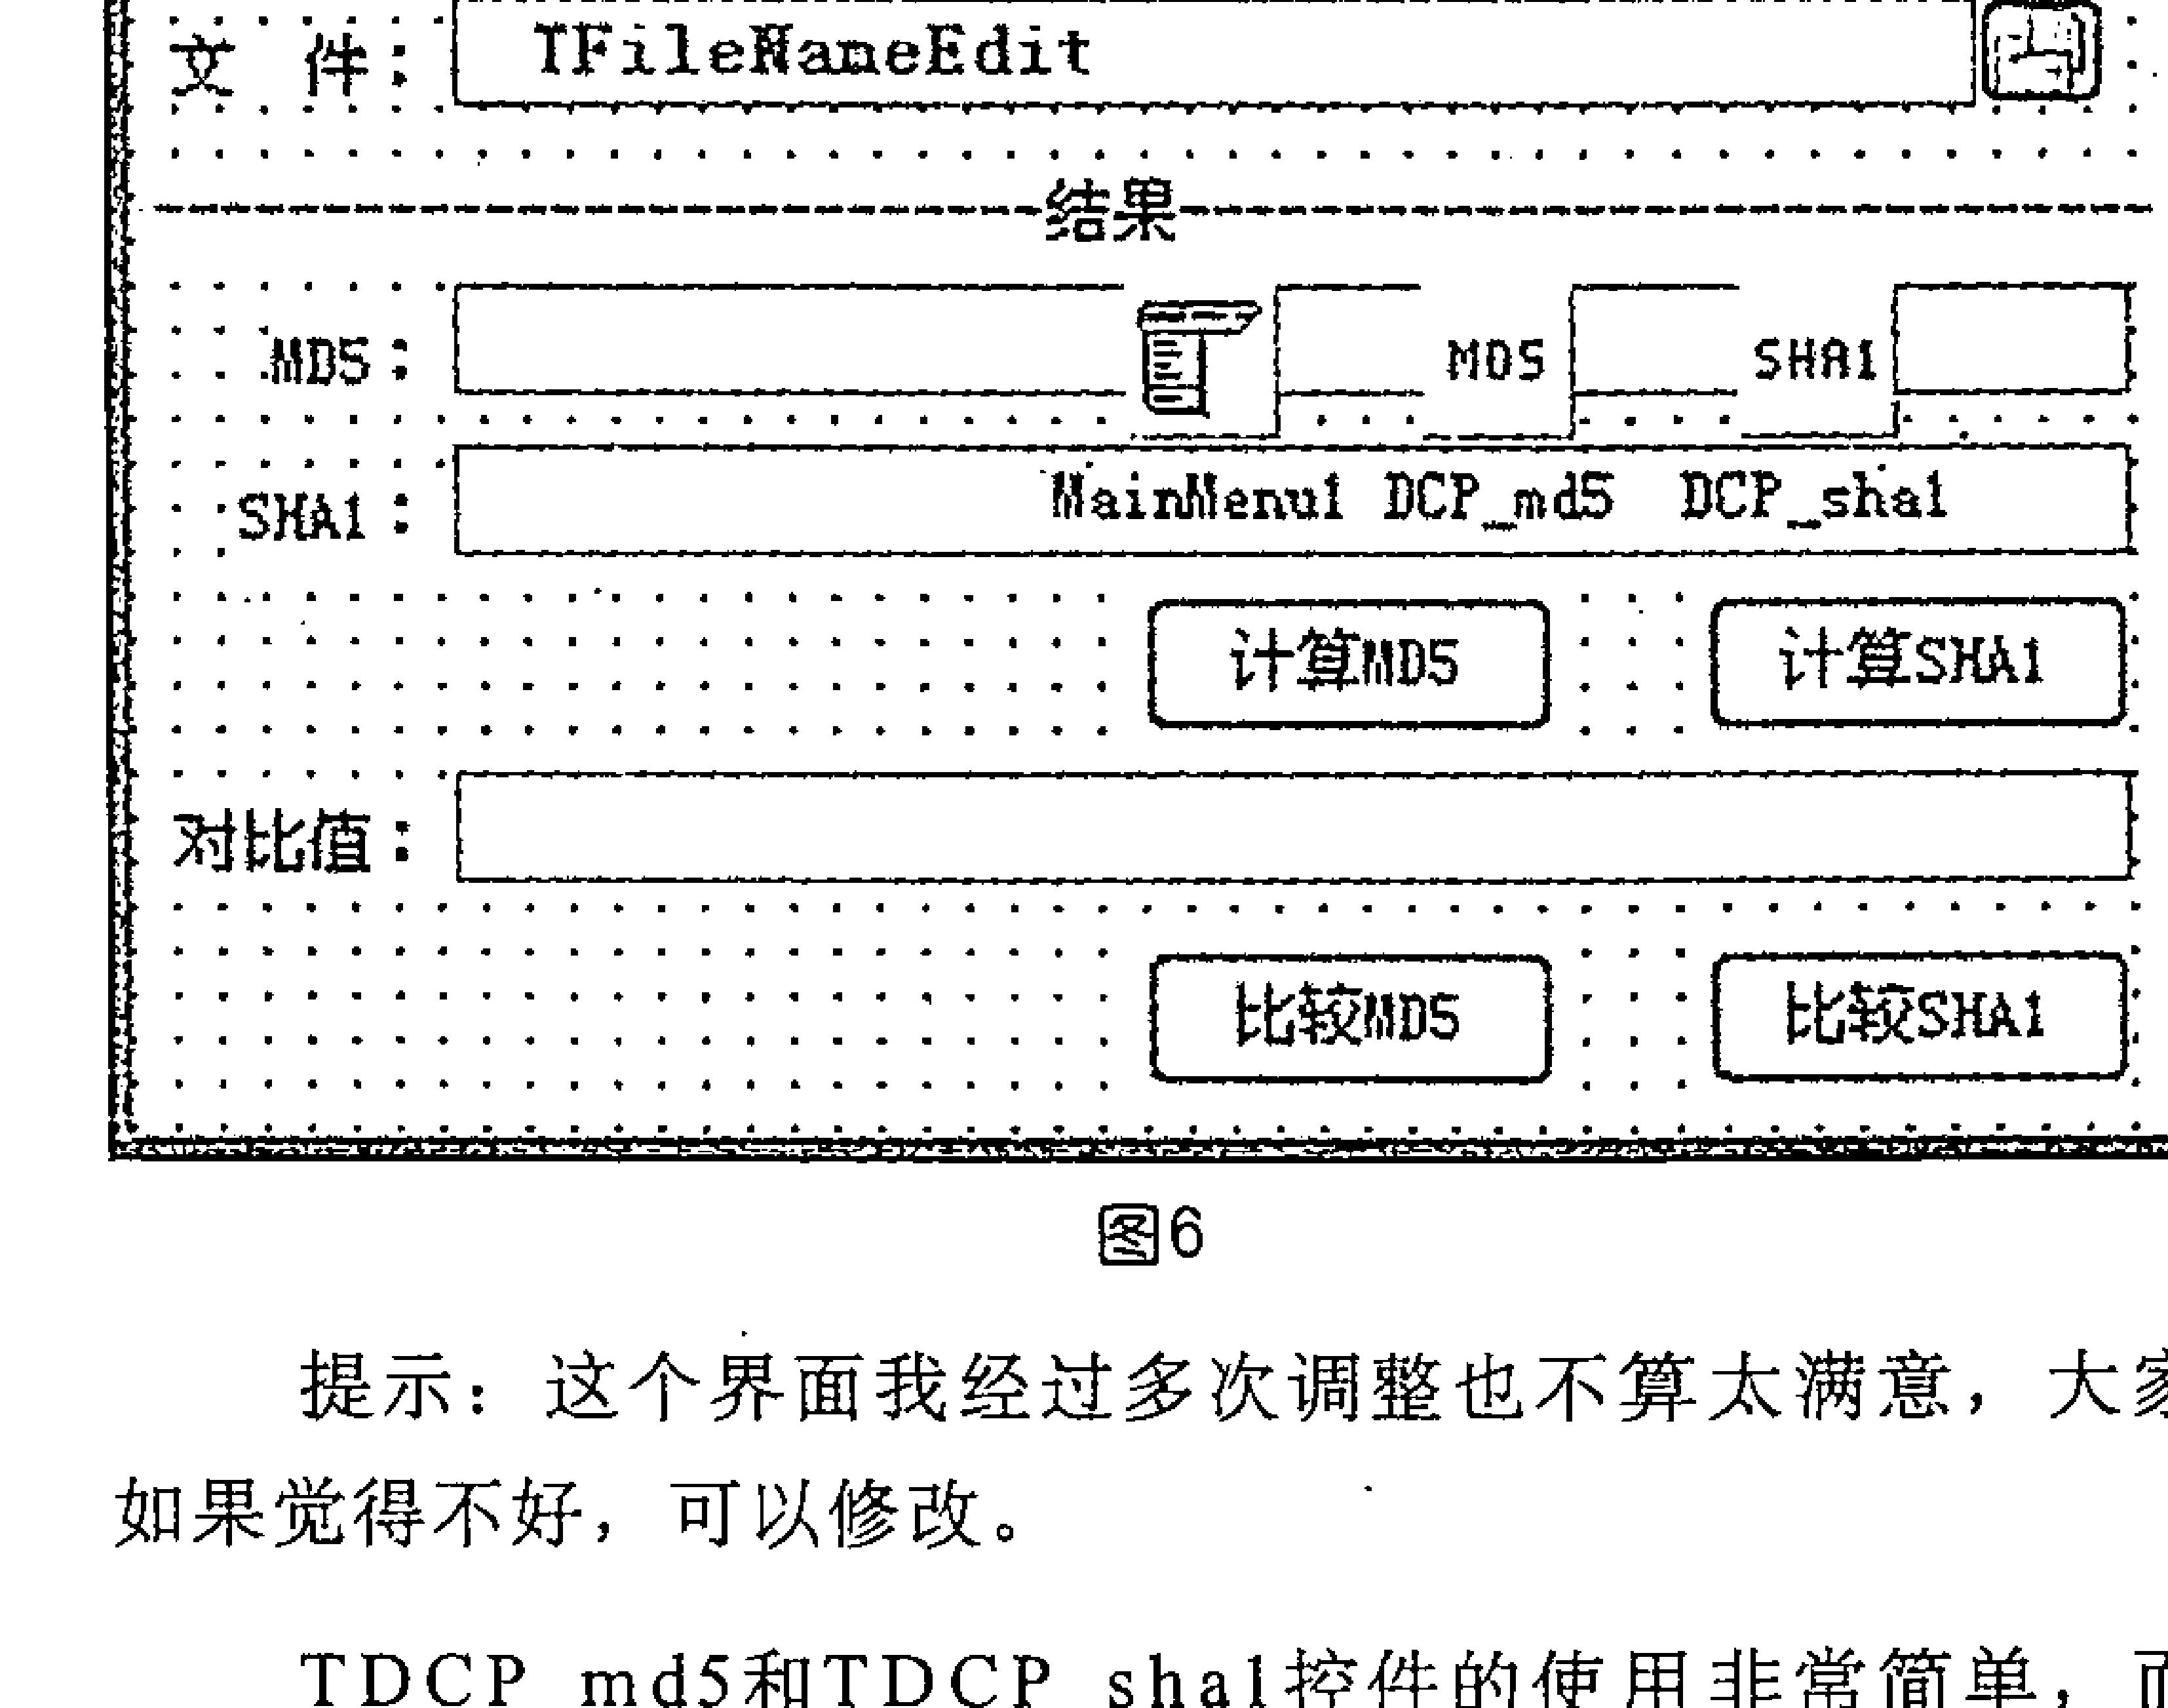 文 件： TFileNameEdit
结果
MD5： MD5 SHA1
SHA1： MainMenu1 DCP_md5 DCP_sha1
计算MD5 计算SHA1
对比值：
比较MD5 比较SHA1
图6
提示：这个界面我经过多次调整也不算太满意，大家
如果觉得不好，可以修改。
TDCP md5和TDCP sha1控件的使用非常简单，而